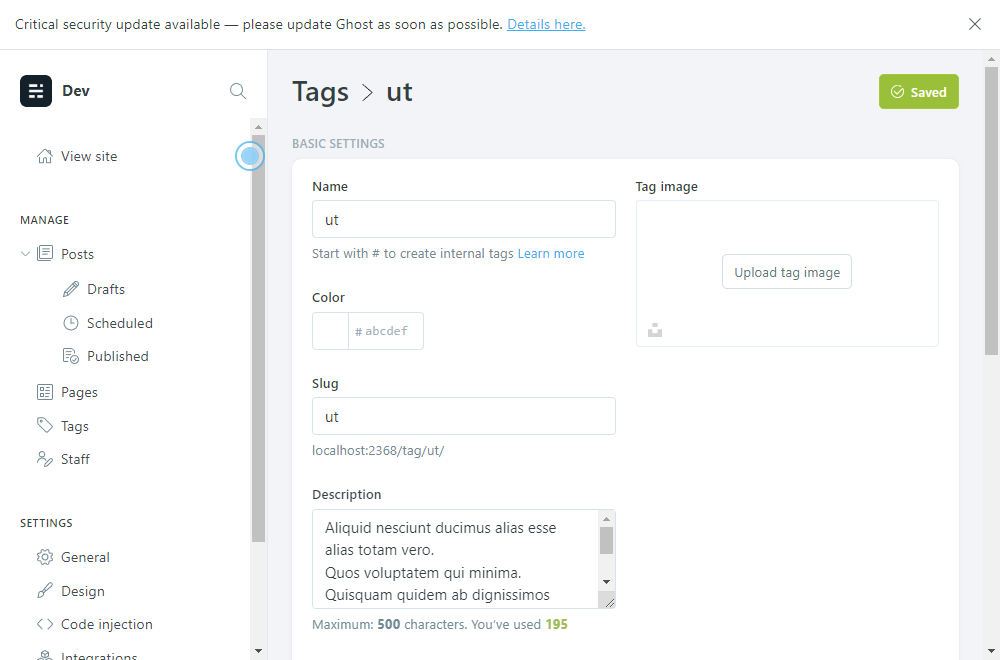 Critical security update available — please update Ghost as soon as possible. Details here.
Dev
View site
MANAGE
Posts
Drafts
Scheduled
Published
Pages
Tags
Staff
SETTINGS
General
Design
Code injection
Integrations
Tags > ut
Saved
BASIC SETTINGS
Name
ut
Start with # to create internal tags Learn more
Color
# abcdef
Slug
ut
localhost:2368/tag/ut/
Description
Aliquid nesciunt ducimus alias esse
alias totam vero.
Quos voluptatem qui minima.
Quisquam quidem ab dignissimos
Maximum: 500 characters. You've used 195
Tag image
Upload tag image